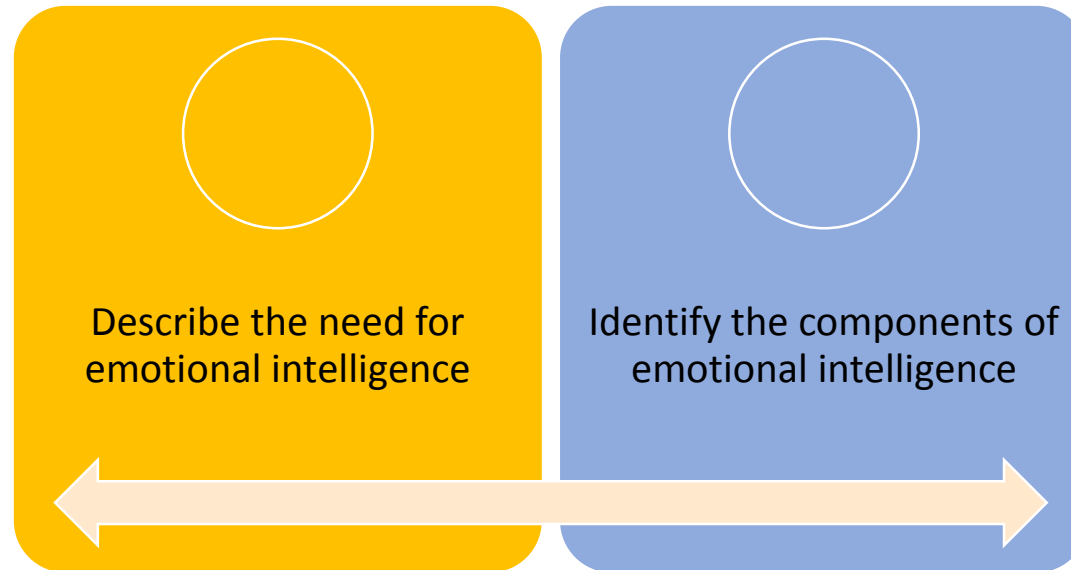 Describe the need for
emotional intelligence
Identify the components of
emotional intelligence